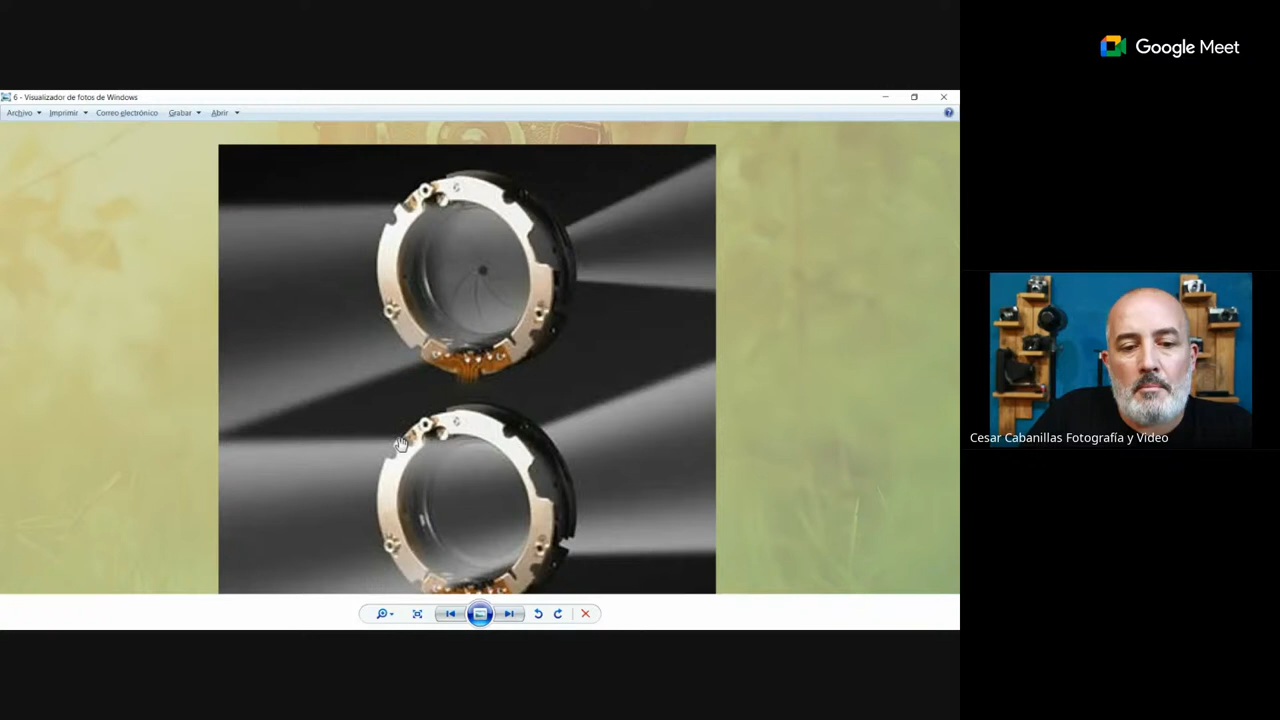 Google Meet
6 - Visualizador de fotos de Windows
Archivo Imprimir Correo electrónico Grabar Abrir
Cesar Cabanillas Fotografía y Video